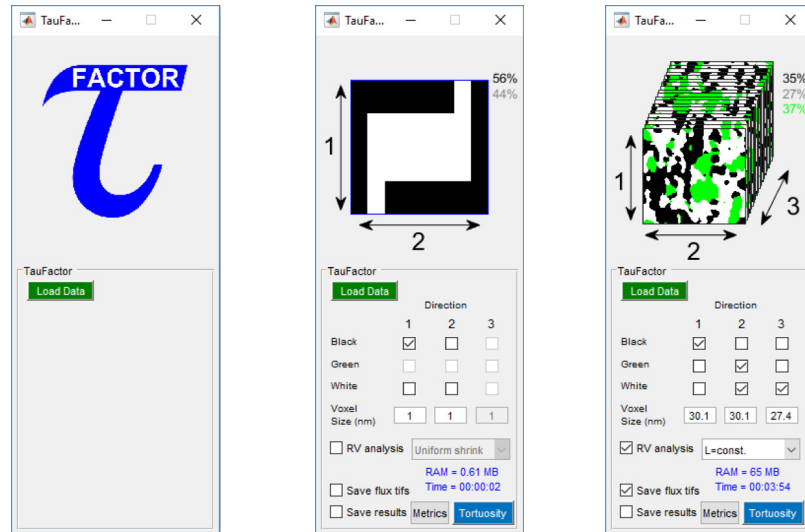 TauFa...
FACTOR
τ
TauFactor
Load Data
TauFa...
56%
44%
1
2
TauFactor
Load Data
Direction
1 2 3
Black
Green
White
Voxel
Size (nm) 1 1 1
RV analysis Uniform shrink
RAM = 0.61 MB
Save flux tifs Time = 00:00:02
Save results Metrics Tortuosity
TauFa...
35%
27%
37%
1
3
2
TauFactor
Load Data
Direction
1 2 3
Black
Green
White
Voxel
Size (nm) 30.1 30.1 27.4
RV analysis L=const.
RAM = 65 MB
Save flux tifs Time = 00:03:54
Save results Metrics Tortuosity